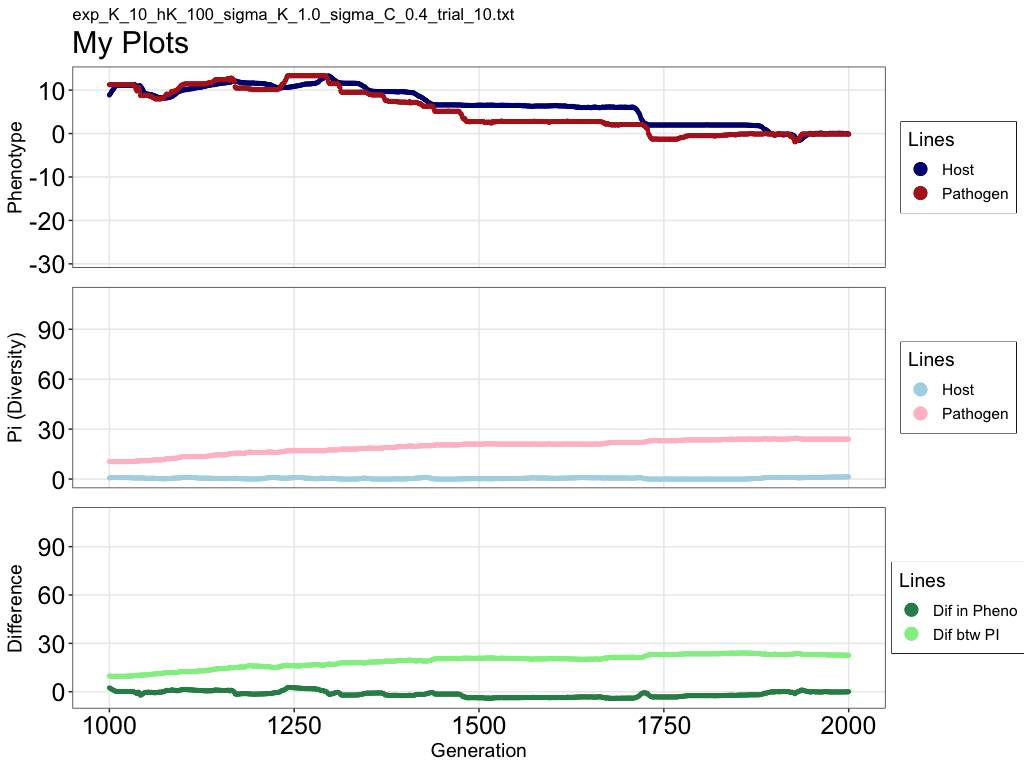 exp_K_10_hK_100_sigma_K_1.0_sigma_C_0.4_trial_10.txt
My Plots
Phenotype
10
0
-10
-20
-30
Lines
Host
Pathogen
Pi (Diversity)
90
60
30
0
Lines
Host
Pathogen
Difference
90
60
30
0
Lines
Dif in Pheno
Dif btw PI
1000 1250 1500 1750 2000
Generation